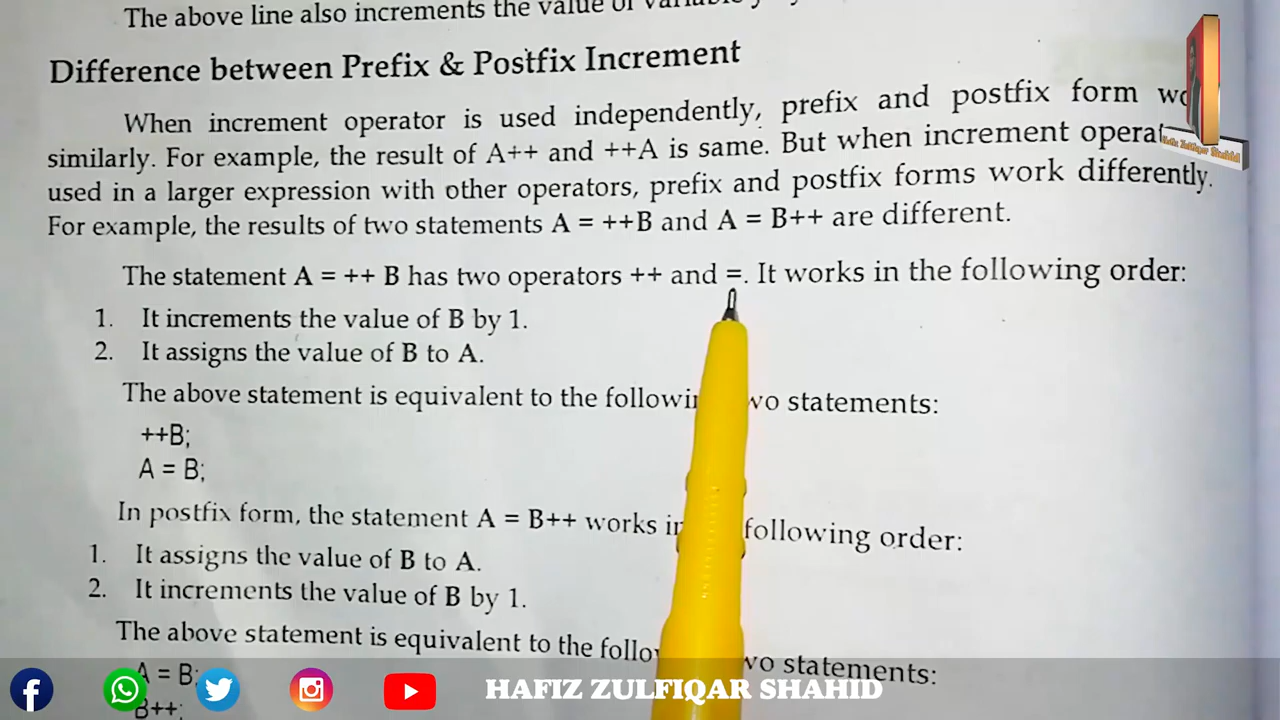 The above line also increments the value of variable
Difference between Prefix & Postfix Increment
When increment operator is used independently, prefix and postfix form
similarly. For example, the result of A++ and ++A is same. But when increment
used in a larger expression with other operators, prefix and postfix forms work differently.
For example, the results of two statements A = ++B and A = B++ are different.
The statement A = ++ B has two operators ++ and =. It works in the following order:
1. It increments the value of B by 1.
2. It assigns the value of B to A.
The above statement is equivalent to the statements:
++B;
A = B;
In postfix form, the statement A = B++ works following order:
1. It assigns the value of B to A.
2. It increments the value of B by 1.
The above statement is equivalent to the statements:
A = B;
B++;
Hafiz Zulfiqar Shahid
HAFIZ ZULFIQAR SHAHID